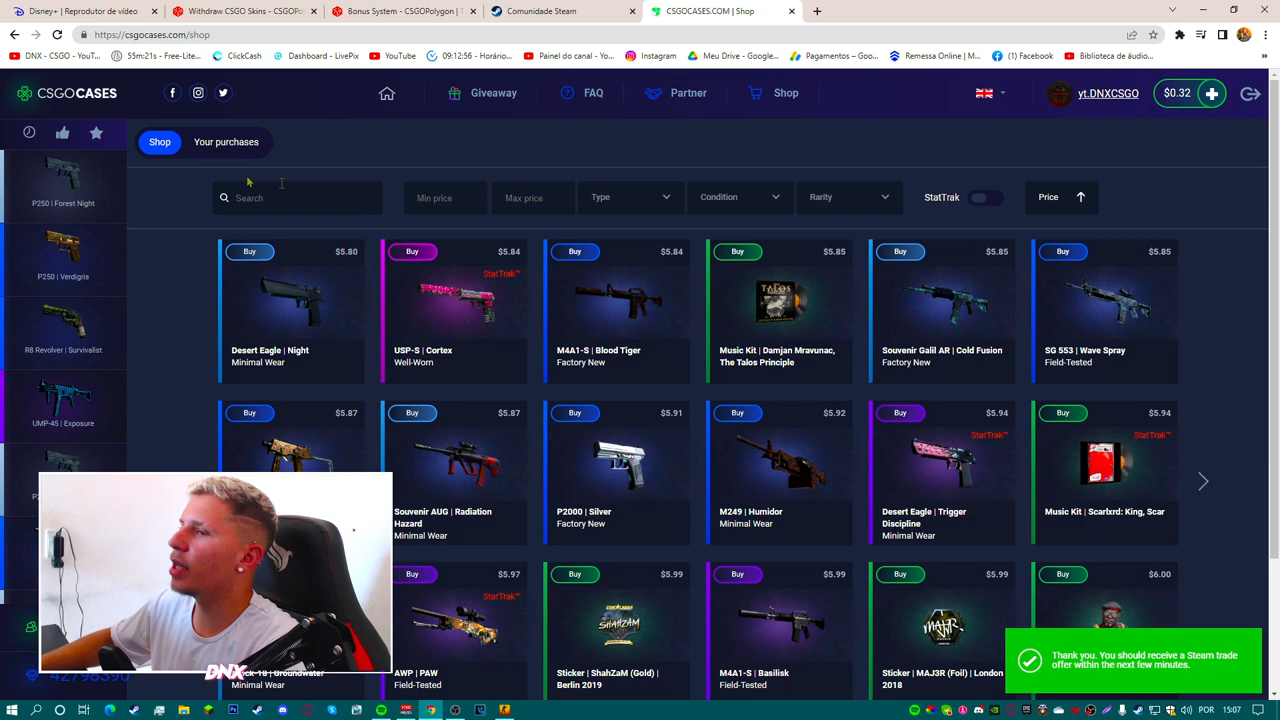 Disney+ | Reprodutor de vídeo
Withdraw CSGO Skins - CSGOPo
Bonus System - CSGOPolygon |
Comunidade Steam
CSGOCASES.COM | Shop
https://csgocases.com/shop
DNX - CSGO - YouT...
55m21s - Free-Lite...
ClickCash
Dashboard - LivePix
YouTube
09:12:56 - Horário...
Painel do canal - Y...
Instagram
Meu Drive - Google...
Pagamentos – Goo...
Remessa Online | M...
(1) Facebook
Biblioteca de áudio...
CSGOCASES
Giveaway
FAQ
Partner
Shop
yt.DNXCSGO
$0.32
Shop
Your purchases
Search
Min price
Max price
Type
Condition
Rarity
StatTrak
Price
P250 | Forest Night
P250 | Verdigris
R8 Revolver | Survivalist
UMP-45 | Exposure
Buy $5.80
Desert Eagle | Night
Minimal Wear
Buy $5.84
StatTrak™
USP-S | Cortex
Well-Worn
Buy $5.84
M4A1-S | Blood Tiger
Factory New
Buy $5.85
TALOS
Music Kit | Damjan Mravunac,
The Talos Principle
Buy $5.85
Souvenir Galil AR | Cold Fusion
Factory New
Buy $5.85
SG 553 | Wave Spray
Field-Tested
Buy $5.87
Buy $5.87
Souvenir AUG | Radiation
Hazard
Minimal Wear
Buy $5.91
P2000 | Silver
Factory New
Buy $5.92
M249 | Humidor
Minimal Wear
Buy $5.94
StatTrak™
Desert Eagle | Trigger
Discipline
Minimal Wear
Buy $5.94
StatTrak™
Music Kit | Scarlxrd: King, Scar
Buy $5.97
StatTrak™
AWP | PAW
Field-Tested
Buy $5.99
SHAHZAM
Sticker | ShahZaM (Gold) |
Berlin 2019
Buy $5.99
M4A1-S | Basilisk
Field-Tested
Buy $5.99
MAJ3R
Sticker | MAJ3R (Foil) | London
2018
Buy $6.00
Thank you. You should receive a Steam trade
offer within the next few minutes.
Groundwater
Minimal Wear
DNX
42798390
POR
15:07